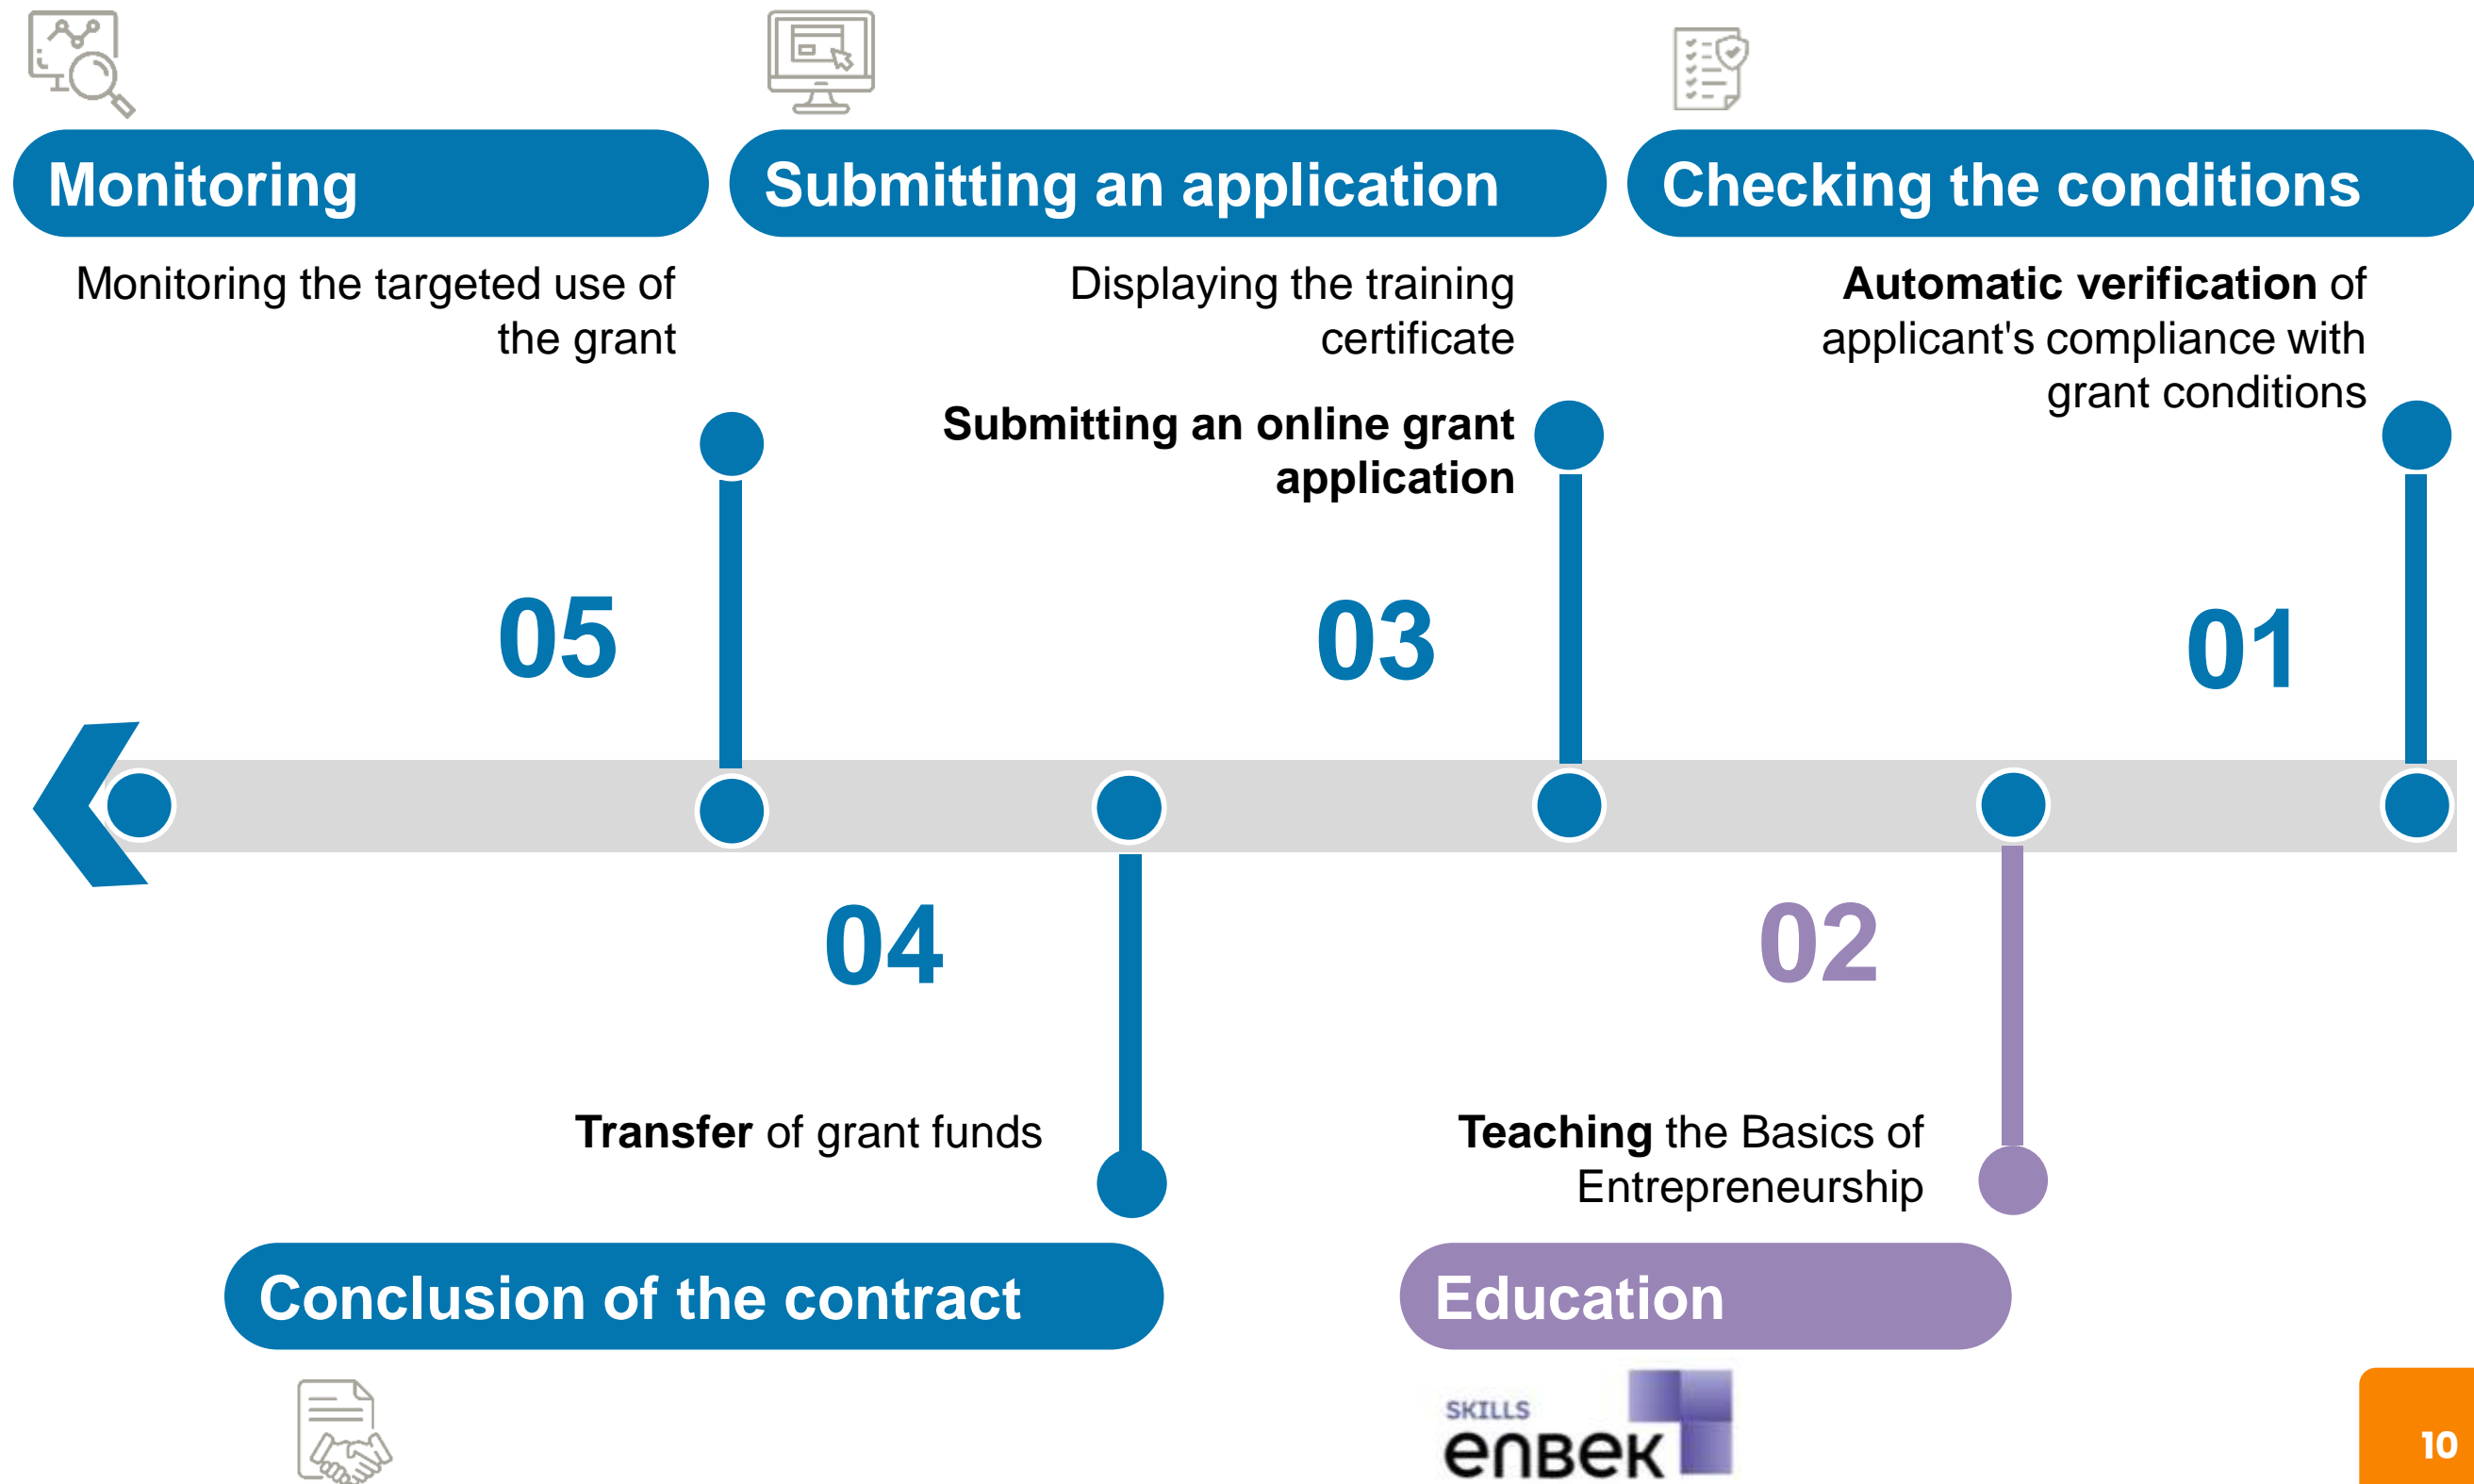 Monitoring
Monitoring the targeted use of
the grant
05
Submitting an application
Displaying the training
certificate
Submitting an online grant
application
03
Checking the conditions
Automatic verification of
applicant's compliance with
grant conditions
01
04
Transfer of grant funds
Conclusion of the contract
02
Teaching the Basics of
Entrepreneurship
Education
SKILLS
enbek
10